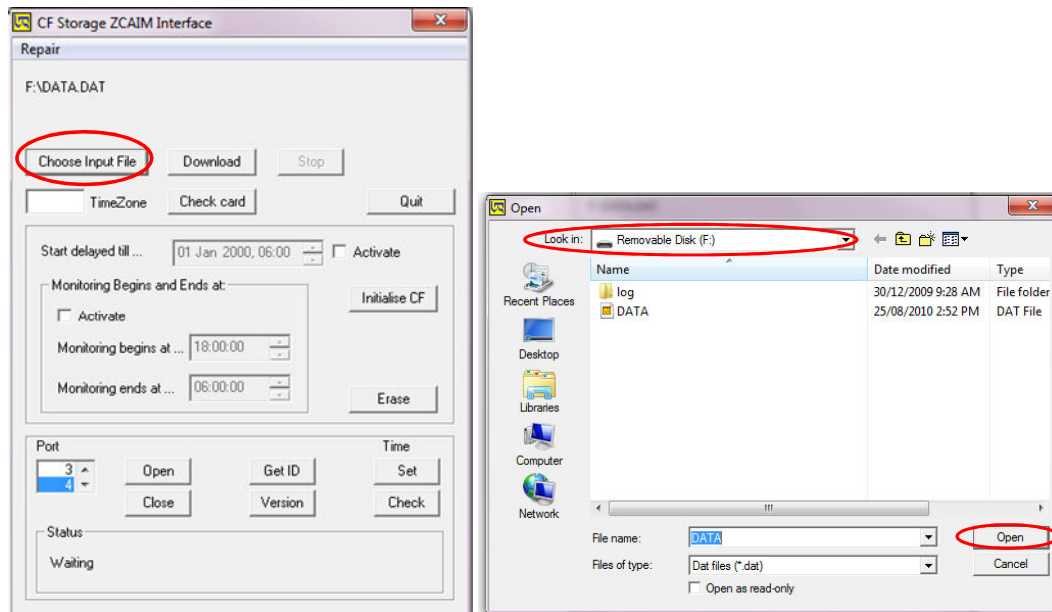 CF Storage ZCAIM Interface
Repair
F:\DATA.DAT
Choose Input File Download Stop
TimeZone Check card Quit
Start delayed till ... 01 Jan 2000, 06:00 Activate
Monitoring Begins and Ends at:
Initialise CF
Activate
Monitoring begins at ... 18:00:00
Monitoring ends at ... 06:00:00
Erase
Port Time
3 Open Get ID Set
4 Close Version Check
Status
Waiting
Open
Look in: Removable Disk (F:)
Name Date modified Type
log 30/12/2009 9:28 AM File folder
DATA 25/08/2010 2:52 PM DAT File
Recent Places
Desktop
Libraries
Computer
Network
File name: DATA Open
Files of type: Dat files (*.dat) Cancel
Open as read-only